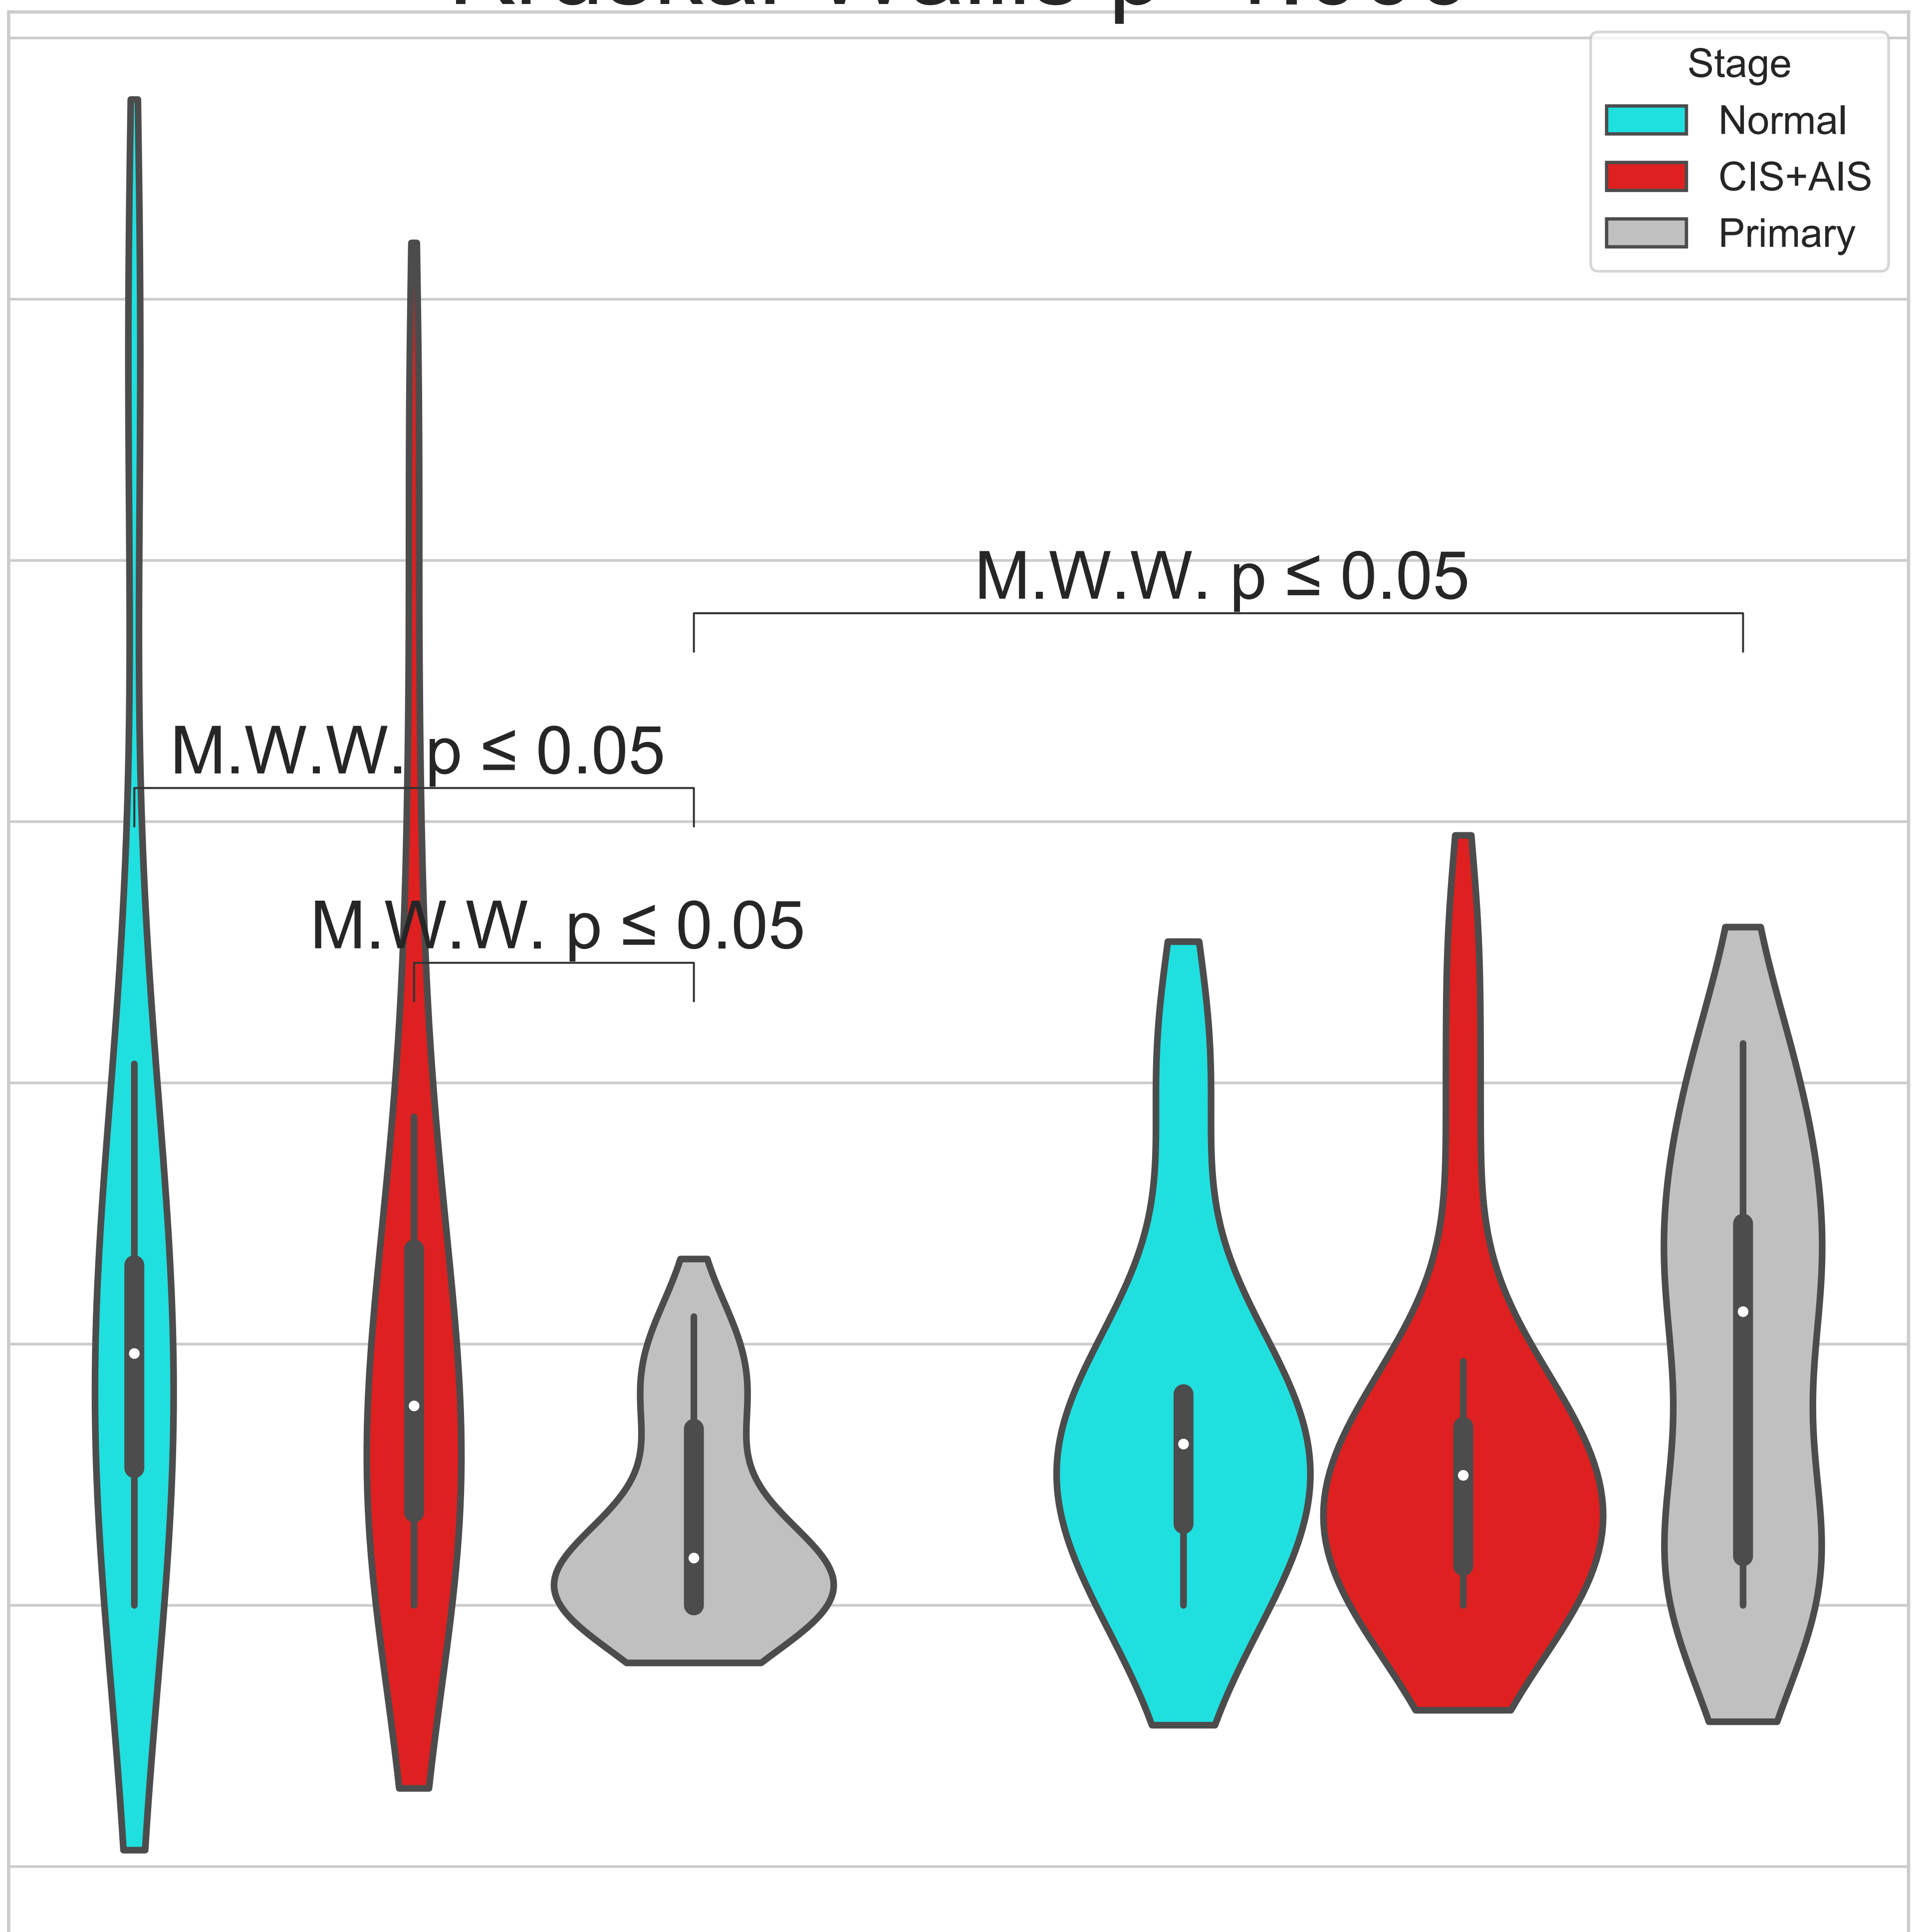 Stage
Normal
CIS+AIS
Primary
M.W.W. p ≤ 0.05
M.W.W. p ≤ 0.05
M.W.W. p ≤ 0.05